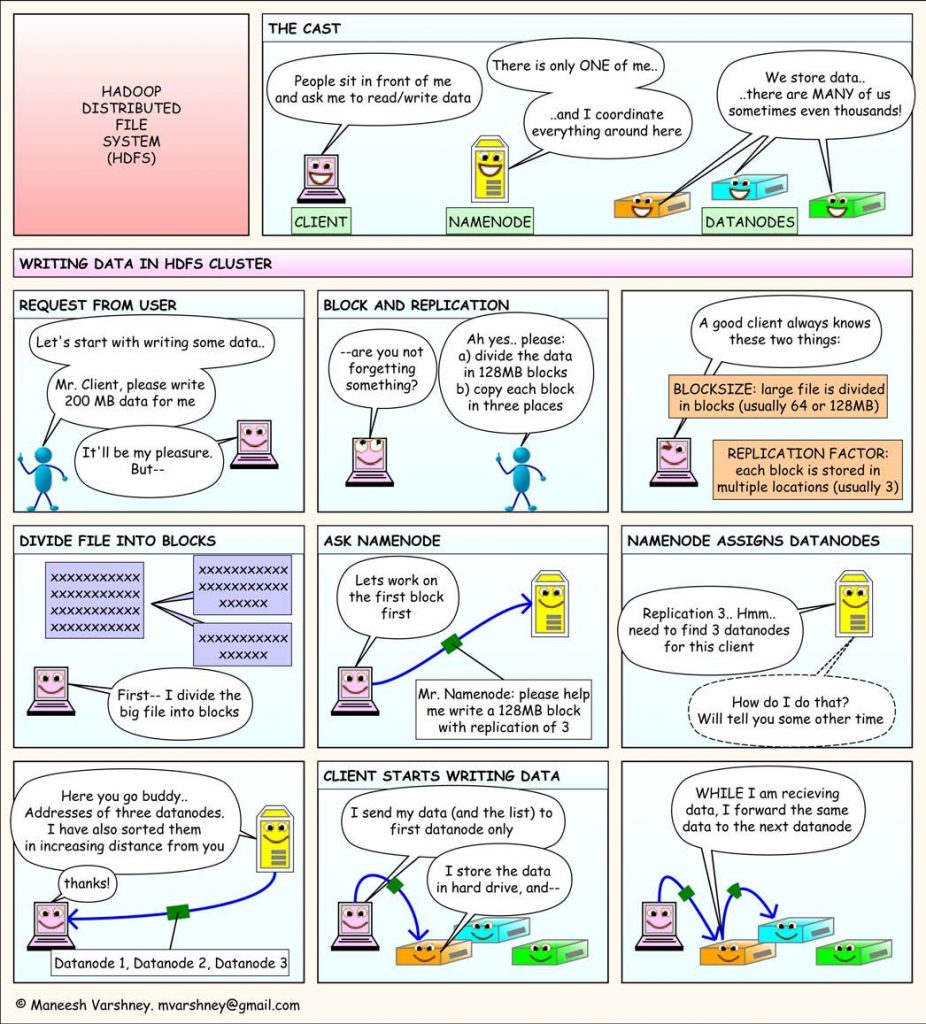 HADOOP
DISTRIBUTED
FILE
SYSTEM
(HDFS)
THE CAST
People sit in front of me
and ask me to read/write data
There is only ONE of me..
..and I coordinate
everything around here
We store data..
..there are MANY of us
sometimes even thousands!
CLIENT
NAMENODE
DATANODES
WRITING DATA IN HDFS CLUSTER
REQUEST FROM USER
Let's start with writing some data..
Mr. Client, please write
200 MB data for me
It'll be my pleasure.
But--
BLOCK AND REPLICATION
--are you not
forgetting
something?
Ah yes.. please:
a) divide the data
in 128MB blocks
b) copy each block
in three places
A good client always knows
these two things:
BLOCKSIZE: large file is divided
in blocks (usually 64 or 128MB)
REPLICATION FACTOR:
each block is stored in
multiple locations (usually 3)
DIVIDE FILE INTO BLOCKS
xxxxxxxxxxx
xxxxxxxxxxx
xxxxxxxxxxx
xxxxxxxxxxx
xxxxxxxxxxx
xxxxxxxxxxx
xxxxxx
xxxxxxxxxxx
xxxxxx
First-- I divide the
big file into blocks
ASK NAMENODE
Lets work on
the first block
first
Mr. Namenode: please help
me write a 128MB block
with replication of 3
NAMENODE ASSIGNS DATANODES
Replication 3.. Hmm..
need to find 3 datanodes
for this client
How do I do that?
Will tell you some other time
Here you go buddy..
Addresses of three datanodes.
I have also sorted them
in increasing distance from you
thanks!
Datanode 1, Datanode 2, Datanode 3
CLIENT STARTS WRITING DATA
I send my data (and the list) to
first datanode only
I store the data
in hard drive, and--
WHILE I am recieving
data, I forward the same
data to the next datanode
© Maneesh Varshney. mvarshney@gmail.com